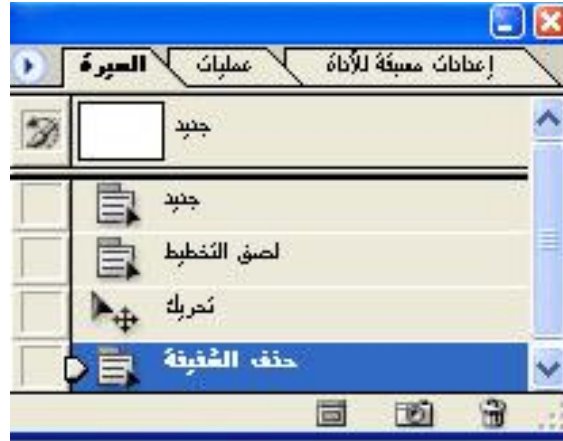 السيرة عمليات إعدادات مسبقة للأداة
جديد
جديد
لصق التخطيط
تحريك
حذف الشفيفة